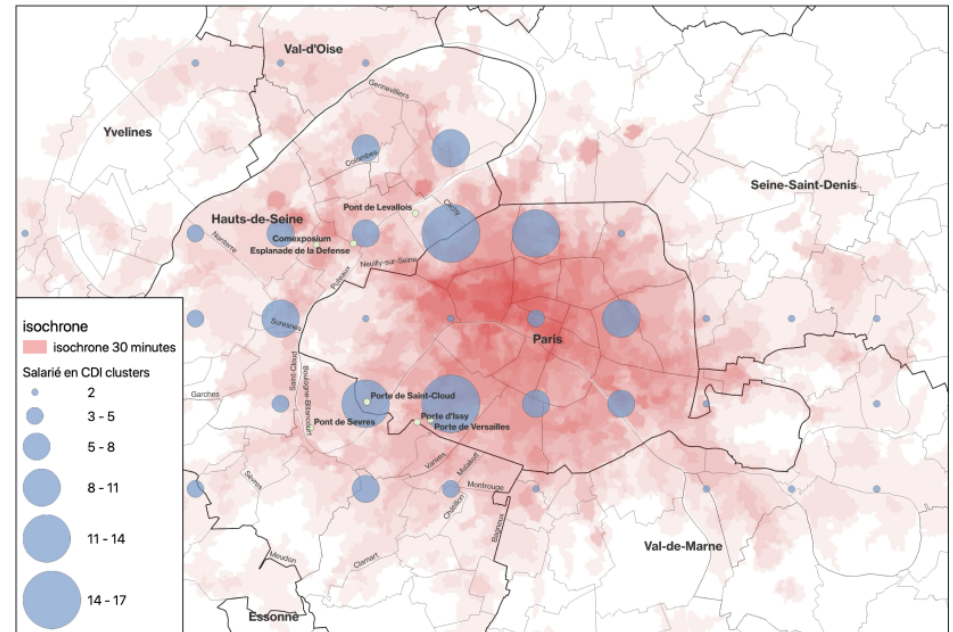 Val-d'Oise
Gennevilliers
Yvelines
Colombes
Seine-Saint-Denis
Pont de Levallois
Clichy
Hauts-de-Seine
Nanterre
Comexposium
Esplanade de la Defense
Neuilly-sur-Seine
Puteaux
Suresnes
Paris
isochrone
isochrone 30 minutes
Salarié en CDI clusters
2
3 - 5
5 - 8
8 - 11
11 - 14
14 - 17
Saint-Cloud
Boulogne-Billancourt
Garches
Porte de Saint-Cloud
Pont de Sevres
Porte d'Issy
Porte de Versailles
Vanves
Malakoff
Sèvres
Montrouge
Châtillon
Bagneux
Meudon
Clamart
Val-de-Marne
Essonne